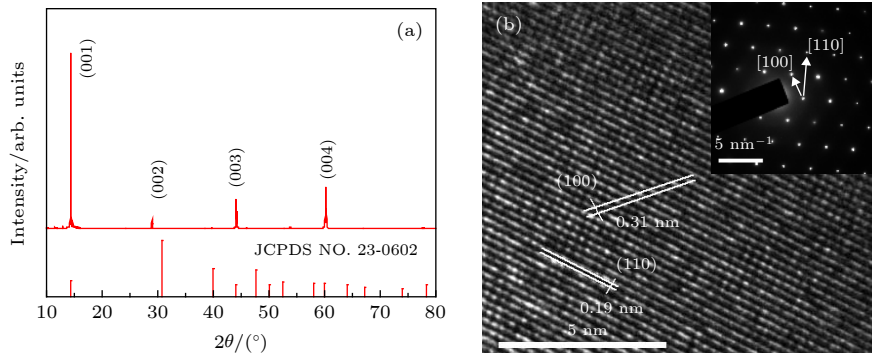 (a)
Intensity/arb. units
(001)
(002)
(003)
(004)
JCPDS NO. 23-0602
10 20 30 40 50 60 70 80
2θ/(°)
(b)
[110]
[100]
5 nm⁻¹
(100)
0.31 nm
(110)
0.19 nm
5 nm